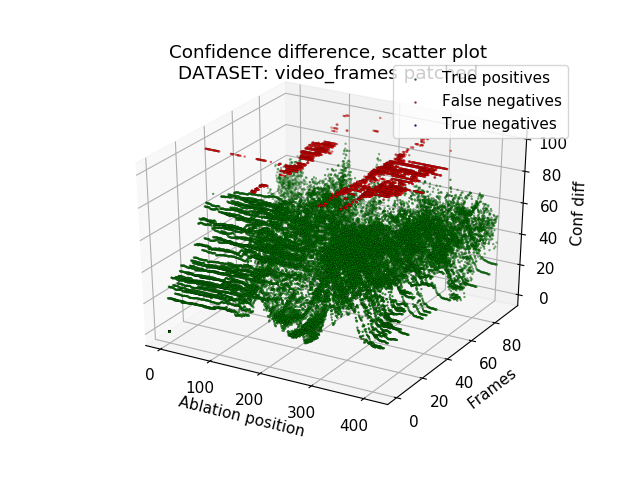 Confidence difference, scatter plot
DATASET: video_frames patched
True positives
False negatives
True negatives
100
80
60
40
20
0
Conf diff
80
60
40
20
0
Frames
0
100
200
300
400
Ablation position